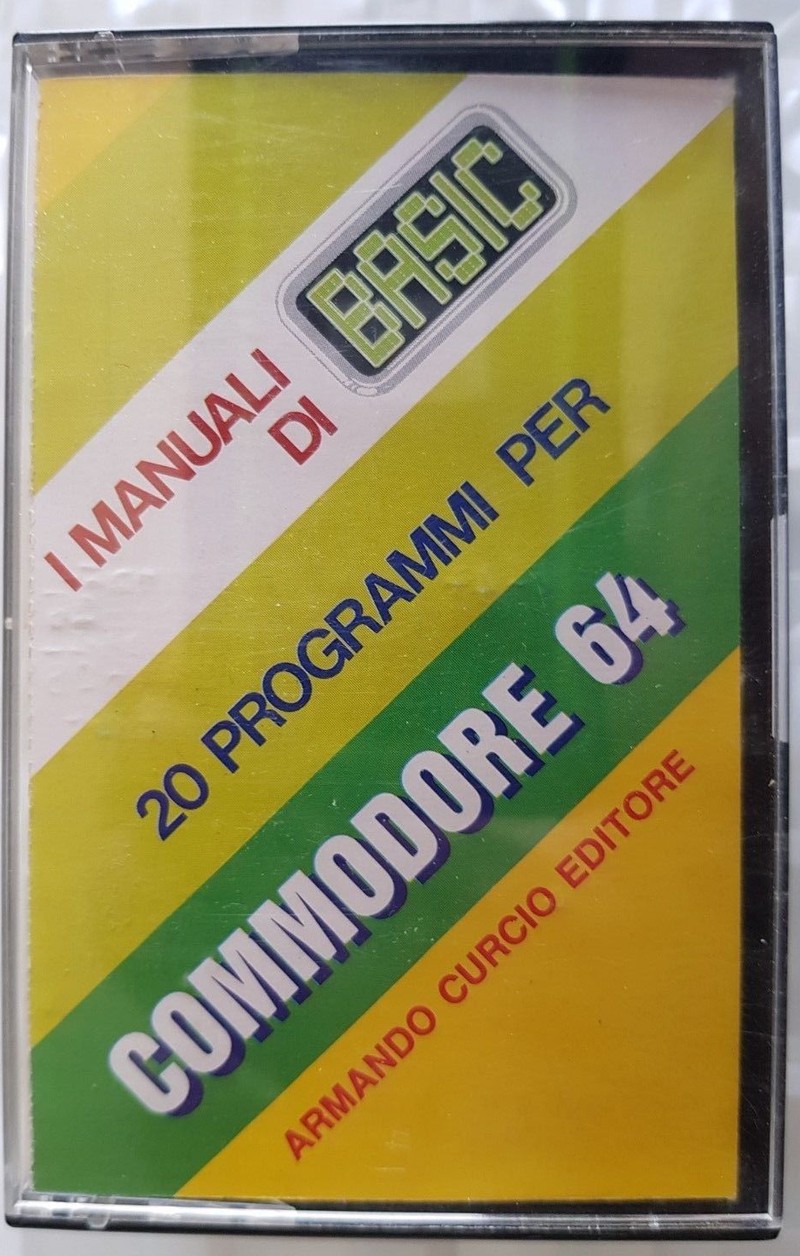 I MANUALI
DI
BASIC
20 PROGRAMMI PER
COMMODORE 64
ARMANDO CURCIO EDITORE